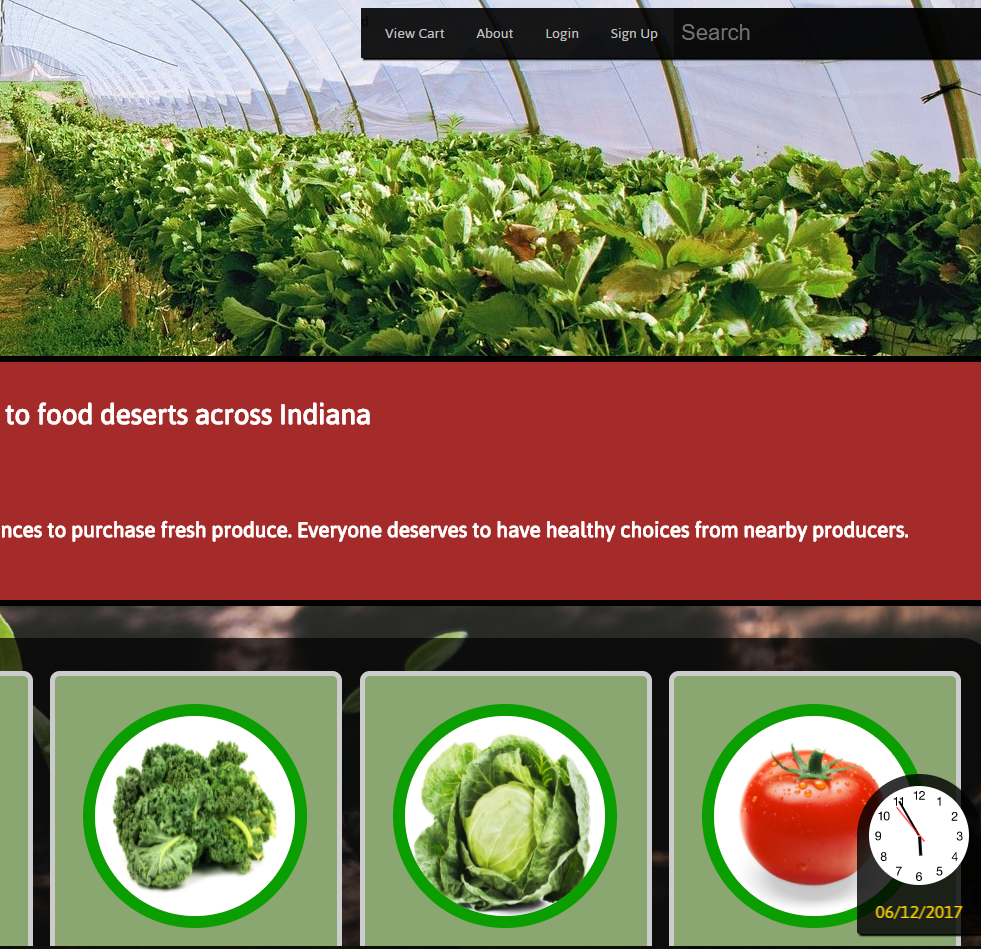 View Cart About Login Sign Up Search
to food deserts across Indiana
nces to purchase fresh produce. Everyone deserves to have healthy choices from nearby producers.
12
11 1
10 2
9 3
8 4
7 5
6
06/12/2017